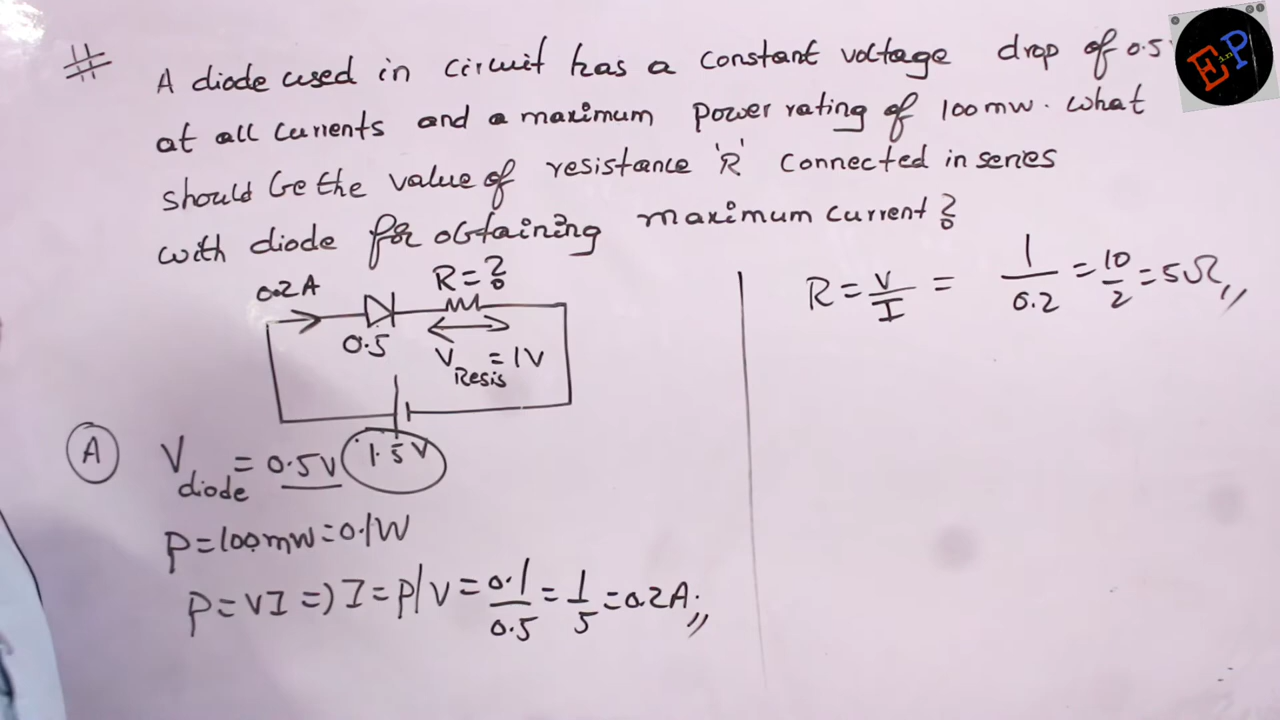 # A diode used in circuit has a constant voltage drop of 0.5
at all currents and a maximum power rating of 100mw. what
should be the value of resistance 'R' connected in series
with diode for obtaining maximum current?
0.2A
R=?
0.5
V Resis = 1V
1.5V
R = V/I = 1/0.2 = 10/2 = 5Ω,,
A
V diode = 0.5V
P=100mW=0.1W
P=VI => I = P/V = 0.1/0.5 = 1/5 = 0.2A,,
E in P